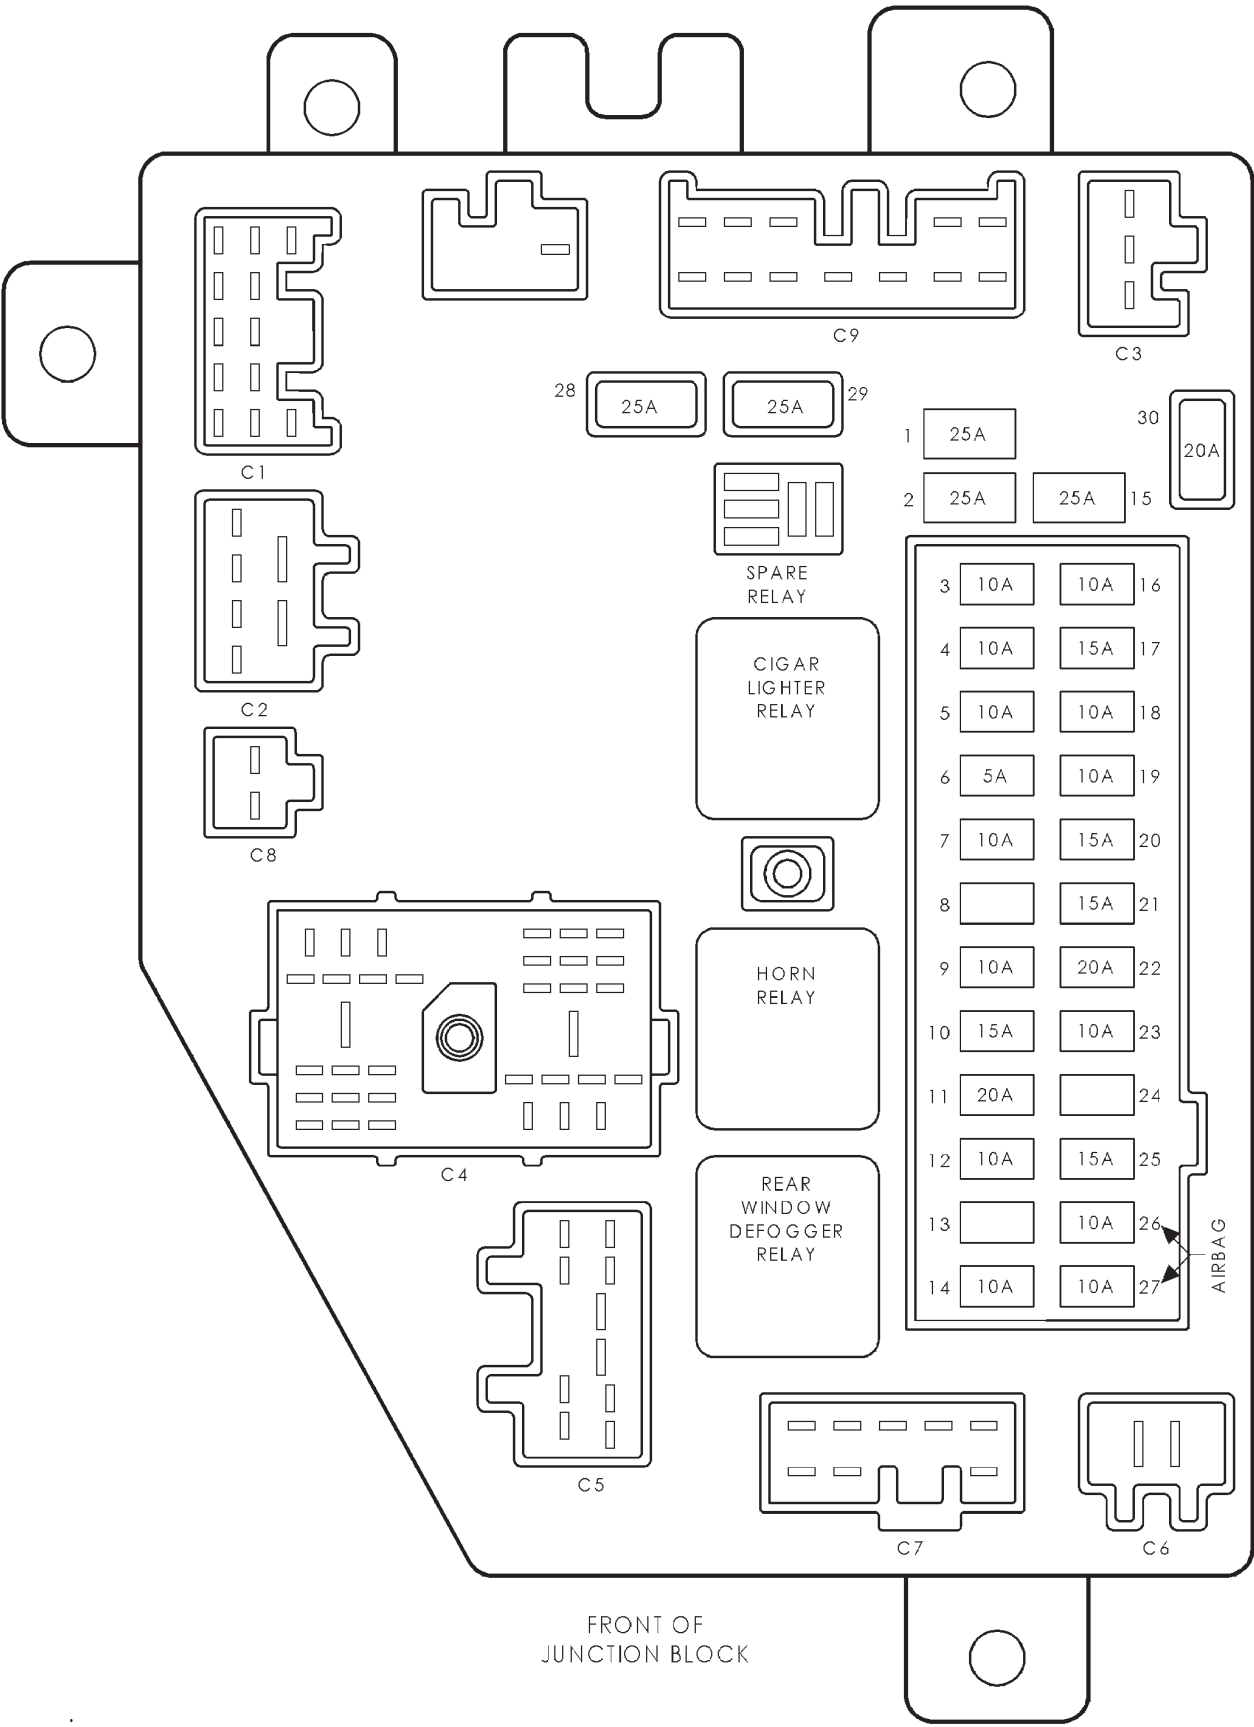 C9
C3
28
25A
25A
29
1
25A
30
20A
C1
2
25A
25A
15
SPARE
RELAY
3
10A
10A
16
4
10A
15A
17
CIGAR
LIGHTER
RELAY
C2
5
10A
10A
18
6
5A
10A
19
7
10A
15A
20
C8
8
15A
21
9
10A
20A
22
HORN
RELAY
10
15A
10A
23
11
20A
24
12
10A
15A
25
C4
REAR
WINDOW
DEFOGGER
RELAY
13
10A
26
AIRBAG
14
10A
10A
27
C5
C7
C6
FRONT OF
JUNCTION BLOCK